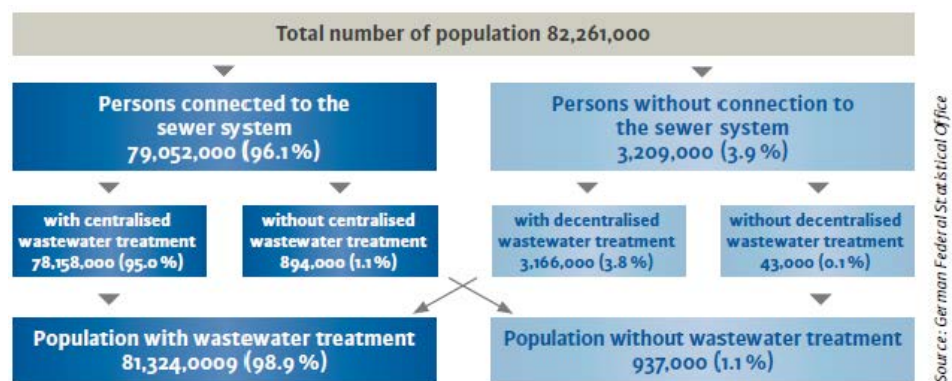 Total number of population 82,261,000
Persons connected to the
sewer system
79,052,000 (96.1 %)
Persons without connection to
the sewer system
3,209,000 (3.9 %)
with centralised
wastewater treatment
78,158,000 (95.0 %)
without centralised
wastewater treatment
894,000 (1.1 %)
with decentralised
wastewater treatment
3,166,000 (3.8 %)
without decentralised
wastewater treatment
43,000 (0.1 %)
Population with wastewater treatment
81,324,0009 (98.9 %)
Population without wastewater treatment
937,000 (1.1 %)
Source: German Federal Statistical Office